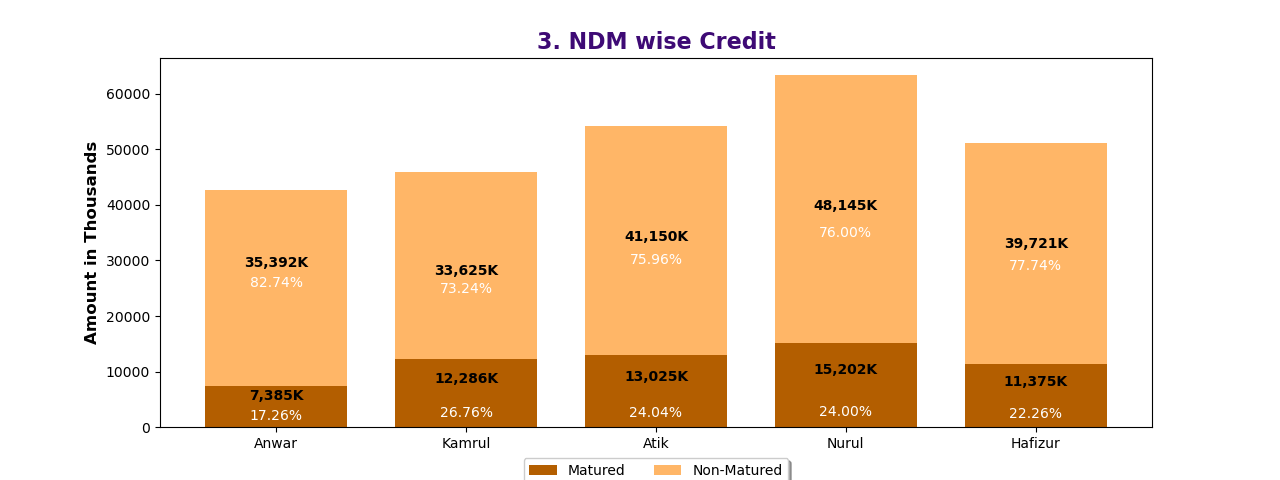 3. NDM wise Credit
Amount in Thousands
60000
50000
40000
30000
20000
10000
0
35,392K
82.74%
7,385K
17.26%
33,625K
73.24%
12,286K
26.76%
41,150K
75.96%
13,025K
24.04%
48,145K
76.00%
15,202K
24.00%
39,721K
77.74%
11,375K
22.26%
Anwar
Kamrul
Atik
Nurul
Hafizur
Matured
Non-Matured